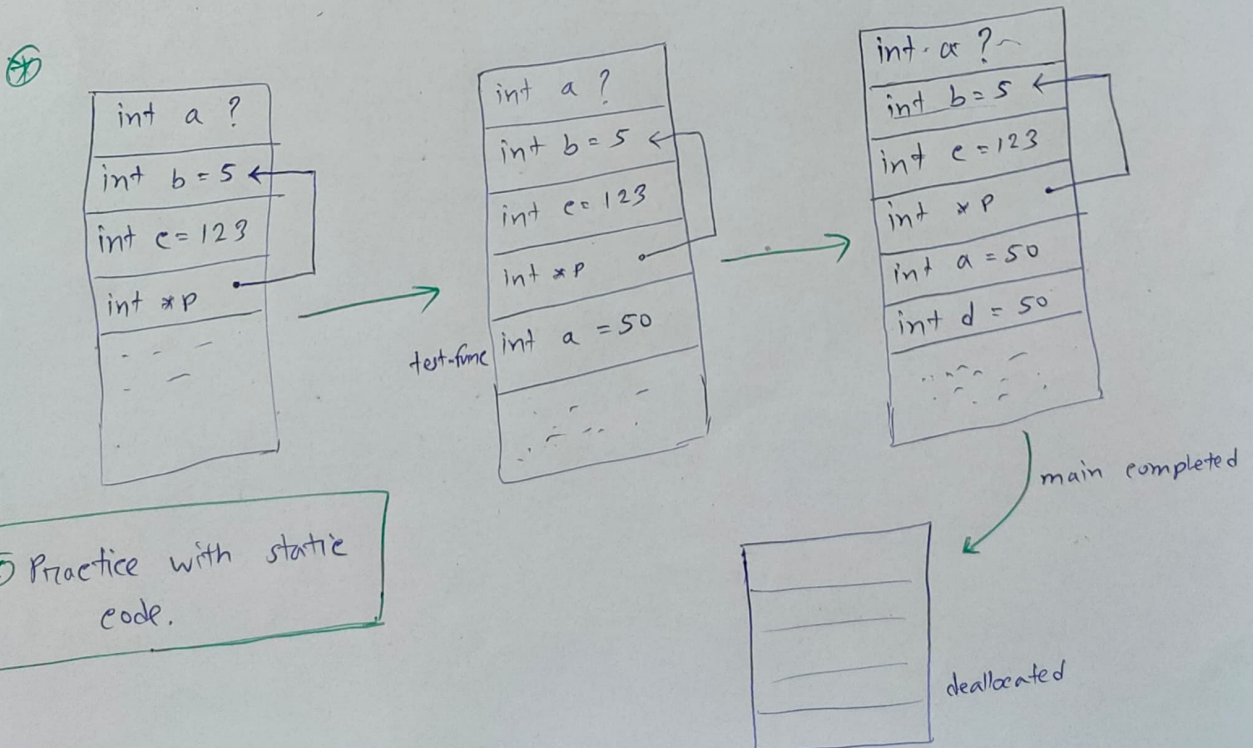 int a ?
int b = 5
int c = 123
int *p
int a ?
int b = 5
int c = 123
int *p
test-func
int a = 50
int a ?
int b = 5
int c = 123
int *p
int a = 50
int d = 50
main completed
deallocated
Practice with static
code.